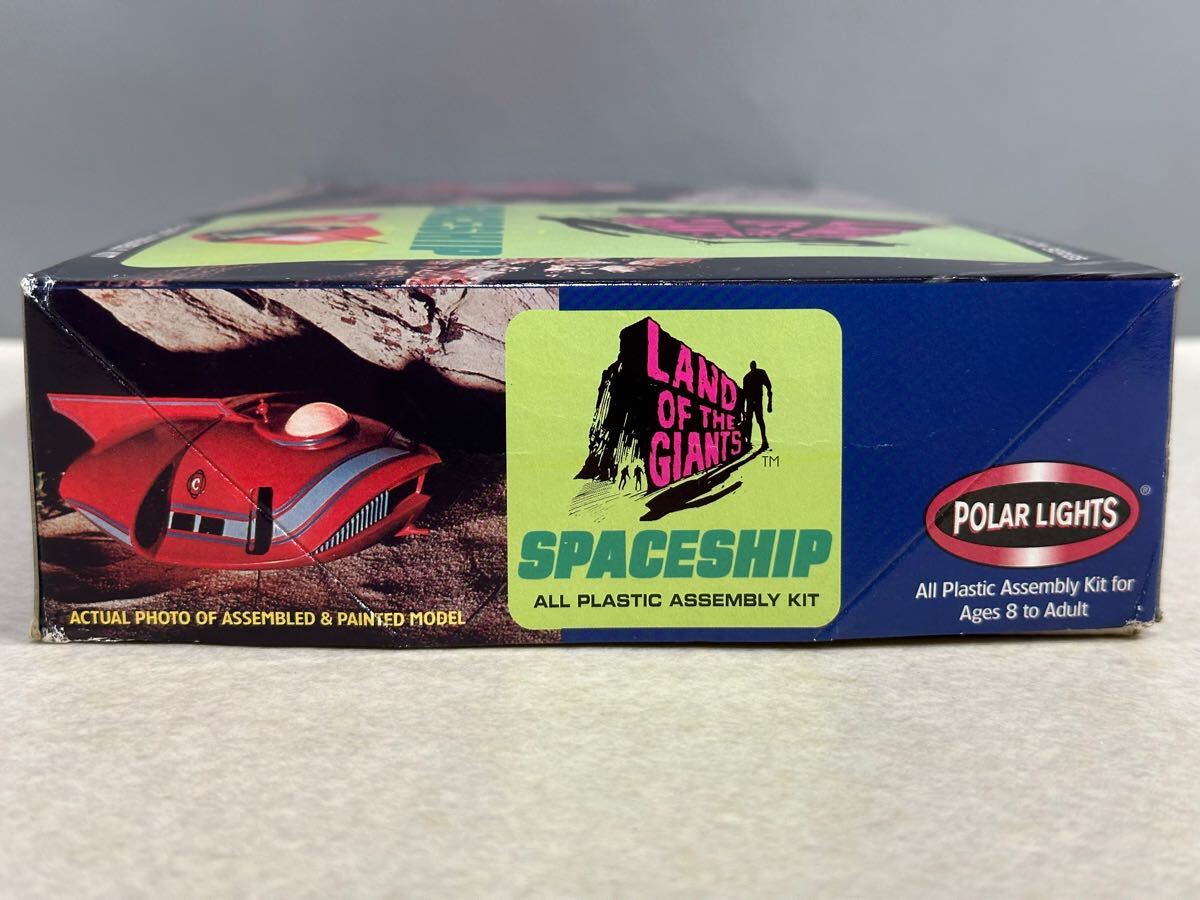 SPACESHIP
C
ACTUAL PHOTO OF ASSEMBLED & PAINTED MODEL
LAND
OF THE
GIANTS
TM
SPACESHIP
ALL PLASTIC ASSEMBLY KIT
POLAR LIGHTS
®
All Plastic Assembly Kit for
Ages 8 to Adult